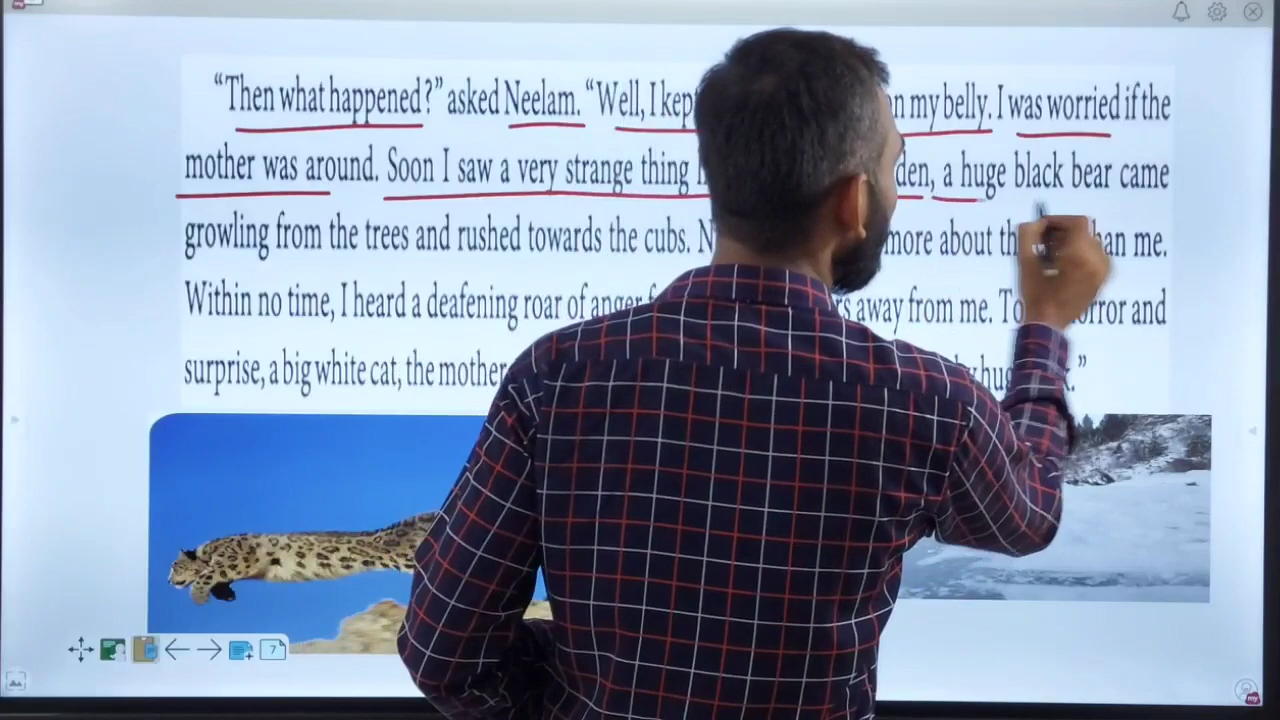 “Then what happened?” asked Neelam. “Well, I kep n my belly. I was worried if the
mother was around. Soon I saw a very strange thing den, a huge black bear came
growling from the trees and rushed towards the cubs. N more about th an me.
Within no time, I heard a deafening roar of anger away from me. To orror and
surprise, a big white cat, the mother hug .”
7